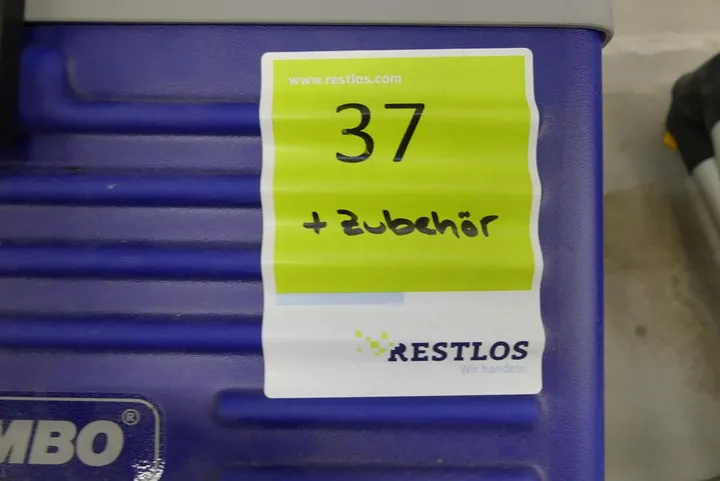 www.restlos.com
37
+ Zubehör
RESTLOS
Wir handeln.
MBO®